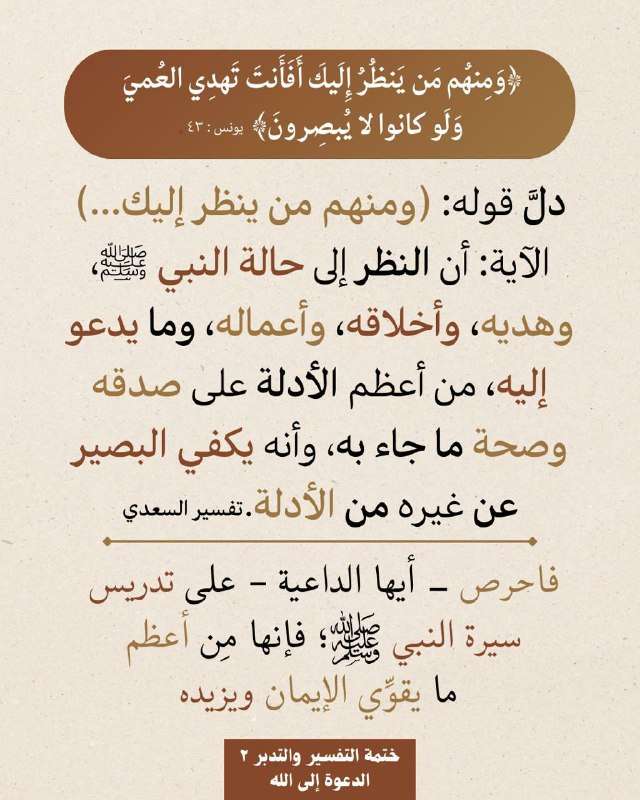 ﴿وَمِنهُم مَن يَنظُرُ إِلَيكَ أَفَأَنتَ تَهدِي العُميَ
وَلَو كانوا لا يُبصِرونَ﴾ يونس: ٤٣
دلَّ قوله: (ومنهم من ينظر إليك...)
الآية: أن النظر إلى حالة النبي ﷺ،
وهديه، وأخلاقه، وأعماله، وما يدعو
إليه، من أعظم الأدلة على صدقه
وصحة ما جاء به، وأنه يكفي البصير
عن غيره من الأدلة. تفسير السعدي
فاحرص – أيها الداعية – على تدريس
سيرة النبي ﷺ؛ فإنها مِن أعظم
ما يقوِّي الإيمان ويزيده
ختمة التفسير والتدبر ٢
الدعوة إلى الله